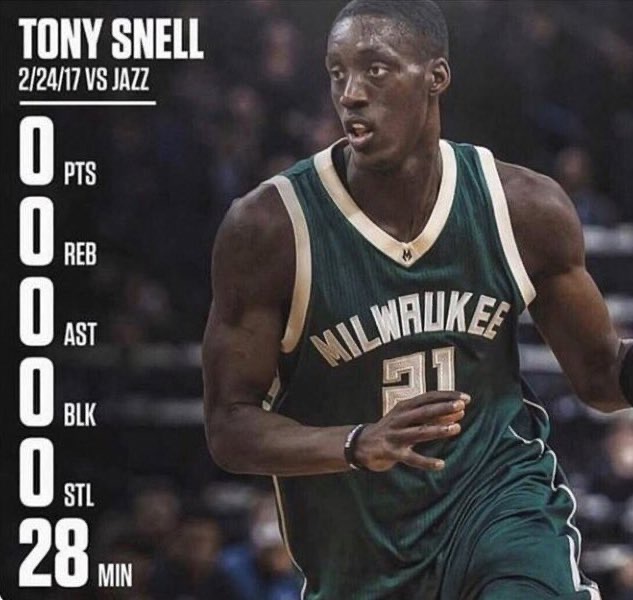 TONY SNELL
2/24/17 VS JAZZ
0 PTS
0 REB
0 AST
0 BLK
0 STL
28 MIN
MILWAUKEE
21